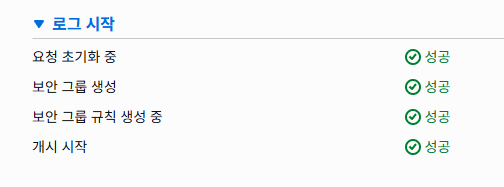 로그 시작
요청 초기화 중 성공
보안 그룹 생성 성공
보안 그룹 규칙 생성 중 성공
개시 시작 성공